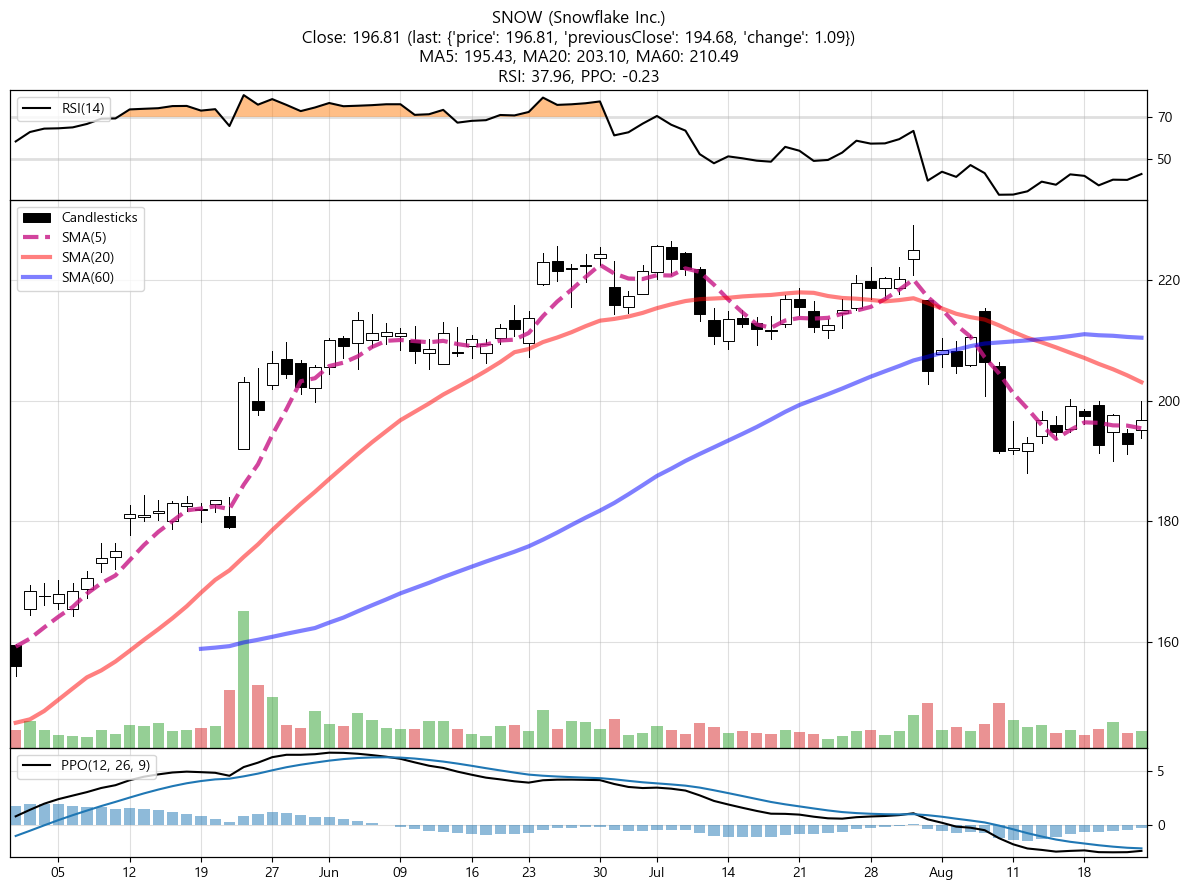 SNOW (Snowflake Inc.)
Close: 196.81 (last: {'price': 196.81, 'previousClose': 194.68, 'change': 1.09})
MA5: 195.43, MA20: 203.10, MA60: 210.49
RSI: 37.96, PPO: -0.23
RSI(14)
70
50
Candlesticks
SMA(5)
SMA(20)
SMA(60)
220
200
180
160
PPO(12, 26, 9)
5
0
05 12 19 27 Jun 09 16 23 30 Jul 14 21 28 Aug 11 18